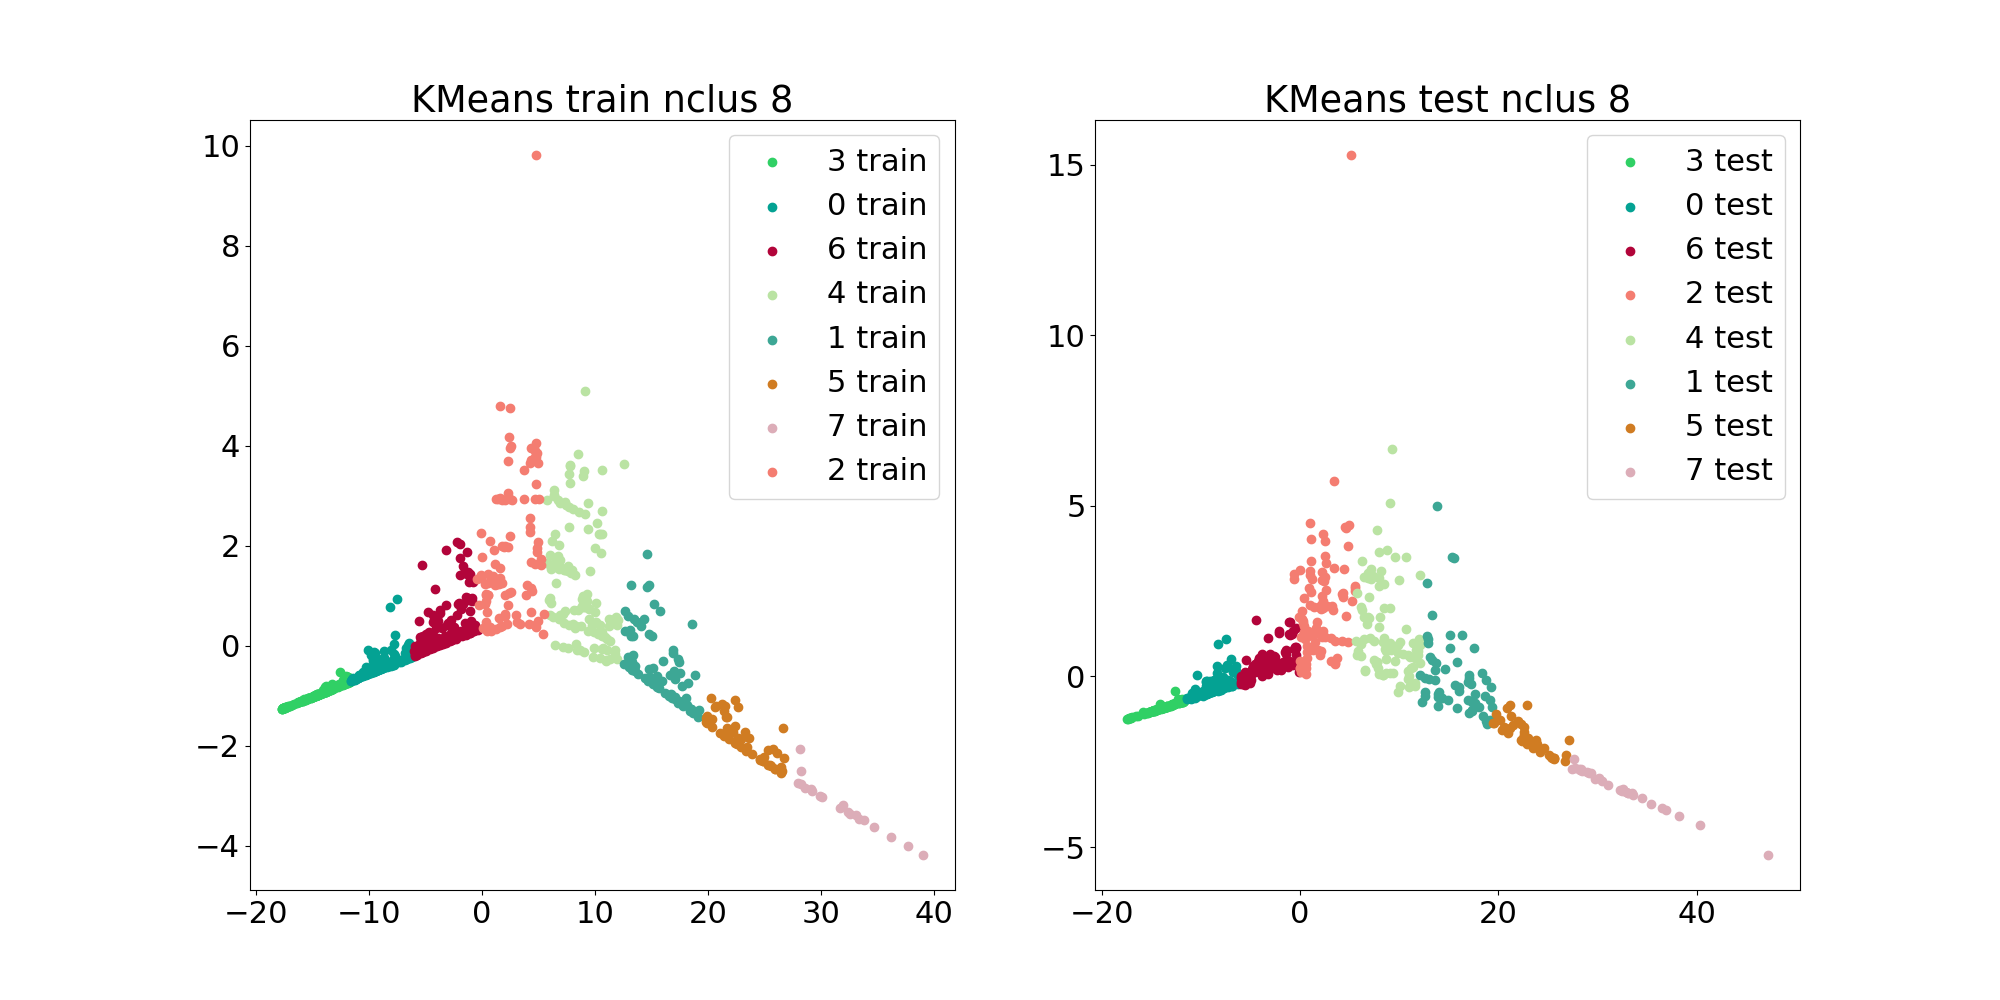 KMeans train nclus 8
10
8
6
4
2
0
−2
−4
−20
−10
0
10
20
30
40
3 train
0 train
6 train
4 train
1 train
5 train
7 train
2 train
KMeans test nclus 8
15
10
5
0
−5
−20
0
20
40
3 test
0 test
6 test
2 test
4 test
1 test
5 test
7 test